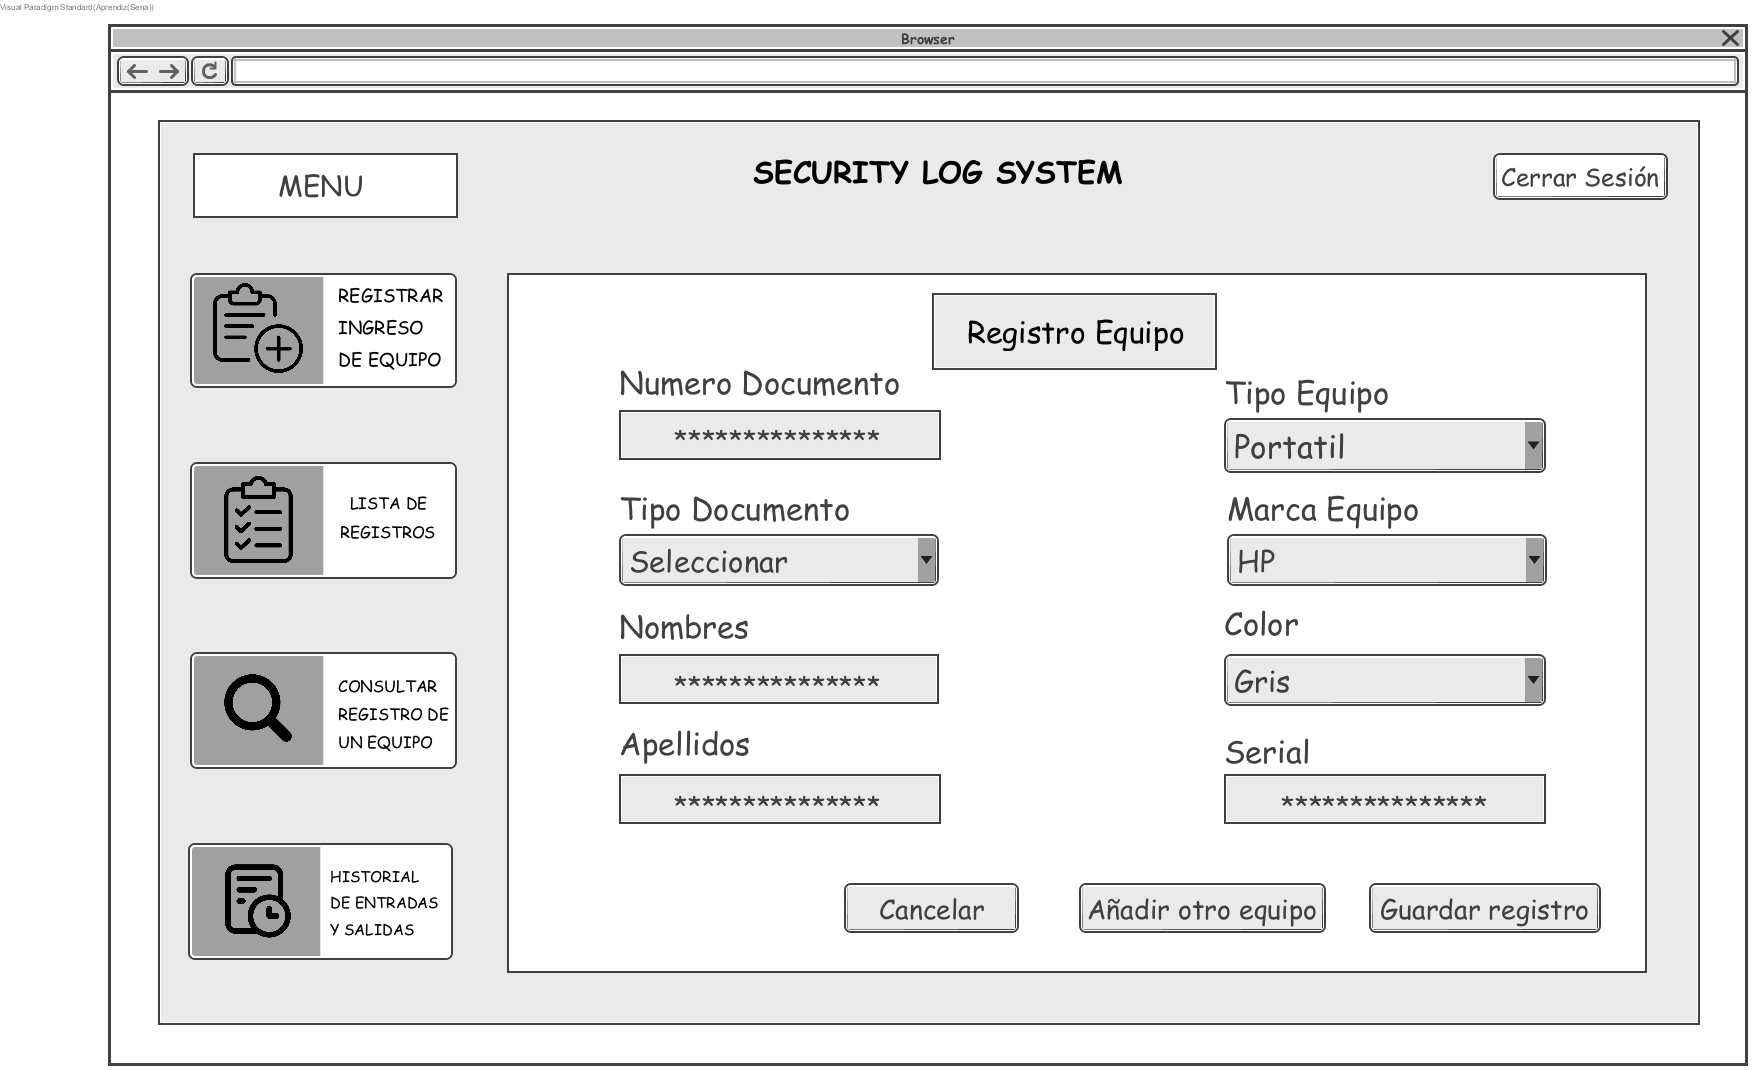 Visual Paradigm Standard(Aprendiz(Sena))
Browser
MENU
SECURITY LOG SYSTEM
Cerrar Sesión
REGISTRAR
INGRESO
DE EQUIPO
LISTA DE
REGISTROS
CONSULTAR
REGISTRO DE
UN EQUIPO
HISTORIAL
DE ENTRADAS
Y SALIDAS
Registro Equipo
Numero Documento
***************
Tipo Documento
Seleccionar
Nombres
***************
Apellidos
***************
Tipo Equipo
Portatil
Marca Equipo
HP
Color
Gris
Serial
***************
Cancelar
Añadir otro equipo
Guardar registro